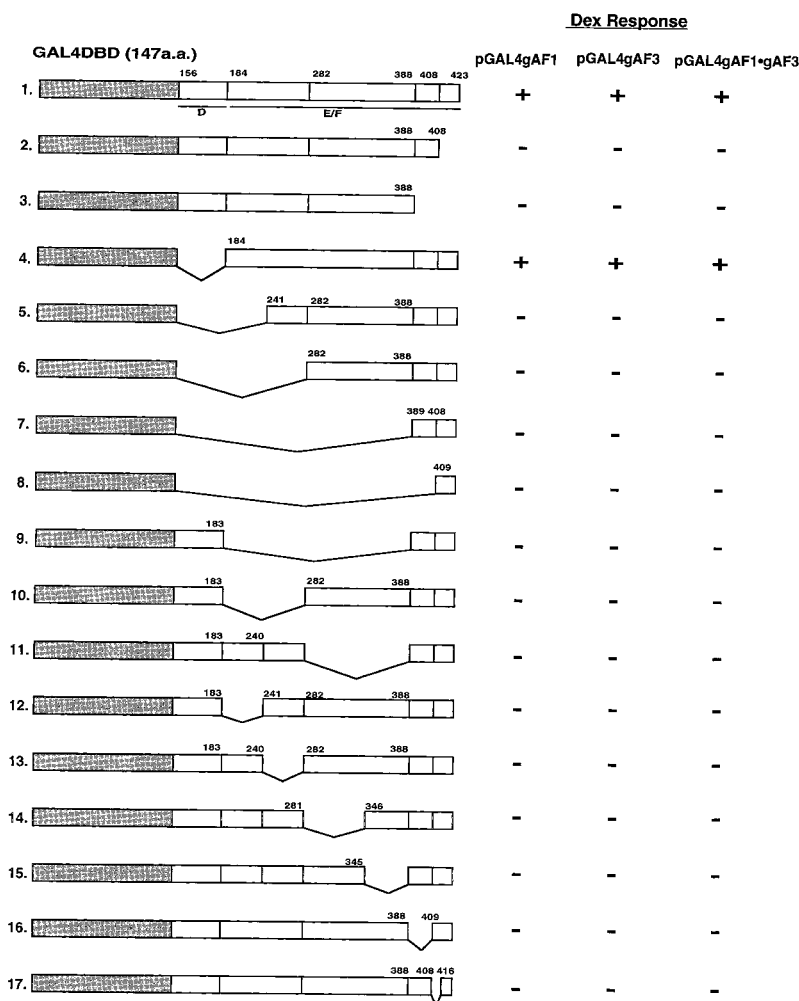 Dex Response
GAL4DBD (147a.a.)
pGAL4gAF1 pGAL4gAF3 pGAL4gAF1•gAF3
156 184 282 388 408 423
1. + + +
D E/F
388 408
2. - - -
388
3. - - -
184
4. + + +
241 282 388
5. - - -
282 388
6. - - -
389 408
7. - - -
409
8. - - -
183
9. - - -
183 282 388
10. - - -
183 240
11. - - -
183 241 282 388
12. - - -
183 240 282 388
13. - - -
281 346
14. - - -
345
15. - - -
388 409
16. - - -
388 408 416
17. - - -